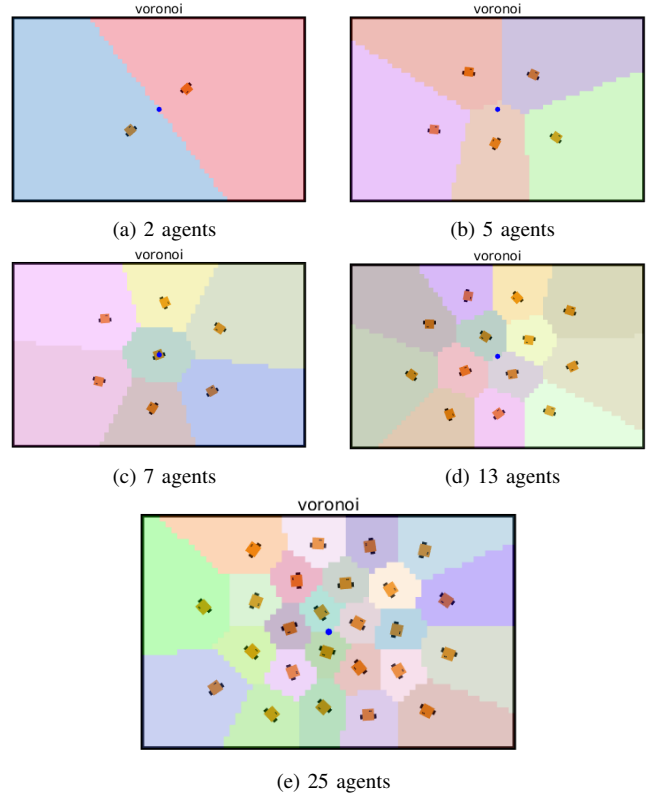 voronoi
voronoi
(a) 2 agents
(b) 5 agents
voronoi
voronoi
(c) 7 agents
(d) 13 agents
voronoi
(e) 25 agents